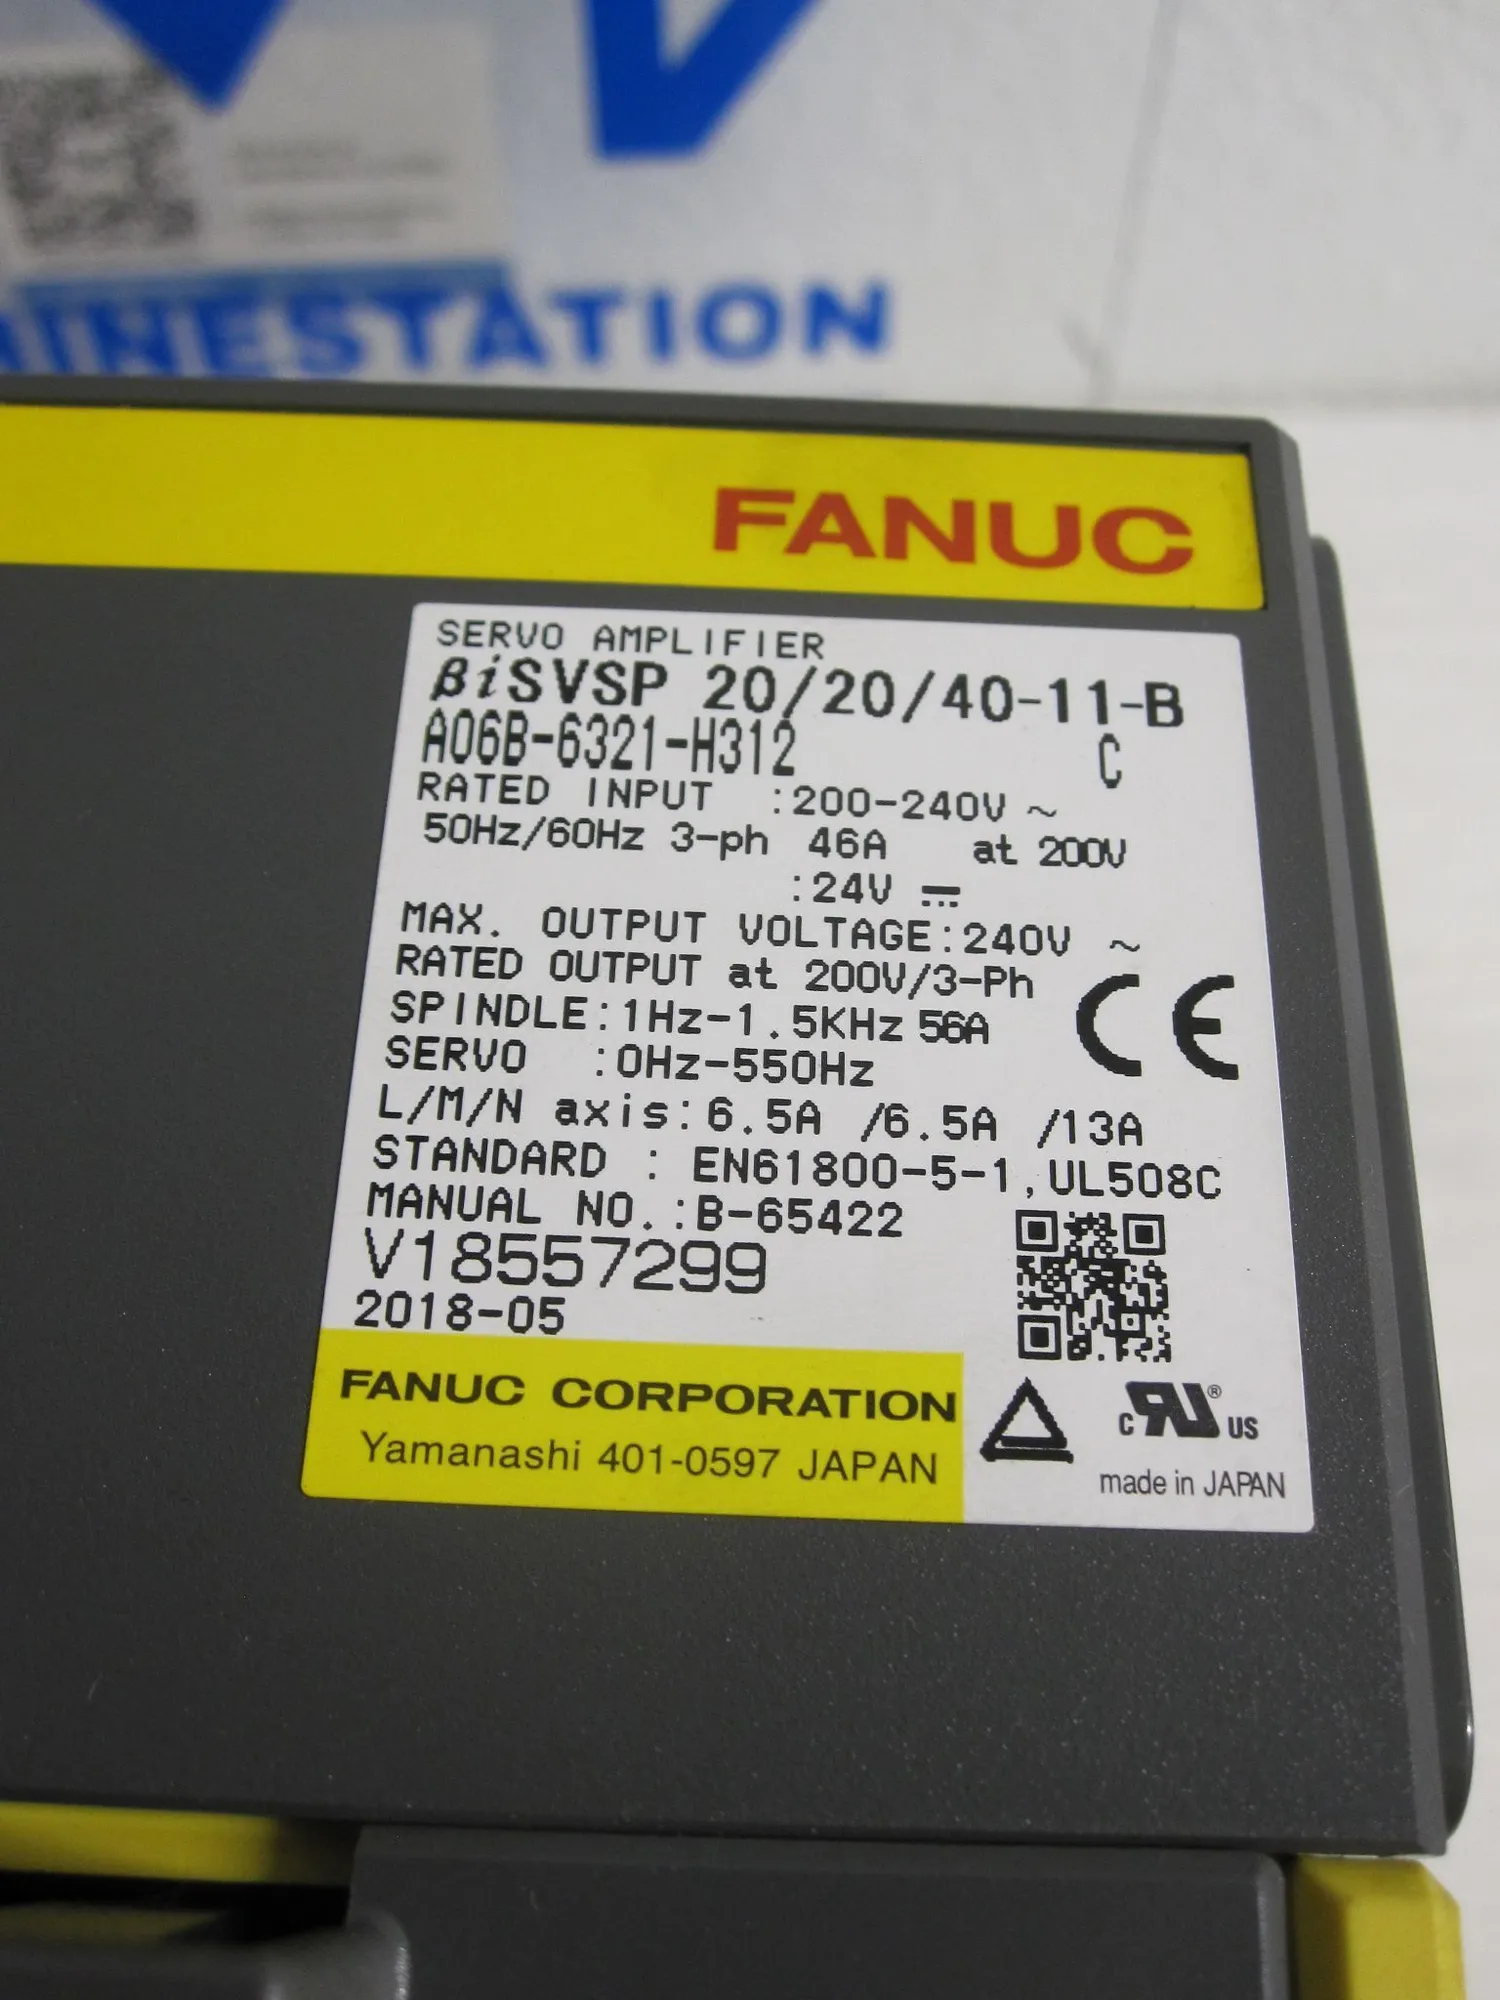 STATION
FANUC
SERVO AMPLIFIER
βiSVSP 20/20/40-11-B
A06B-6321-H312 C
RATED INPUT :200-240V ~
50Hz/60Hz 3-ph 46A at 200V
:24V ⎓
MAX. OUTPUT VOLTAGE:240V ~
RATED OUTPUT at 200V/3-Ph
SPINDLE:1Hz-1.5KHz 56A
SERVO :0Hz-550Hz
L/M/N axis:6.5A /6.5A /13A
STANDARD : EN61800-5-1,UL508C
MANUAL NO.:B-65422
V18557299
2018-05
CE
FANUC CORPORATION
Yamanashi 401-0597 JAPAN
c RU ® US
made in JAPAN